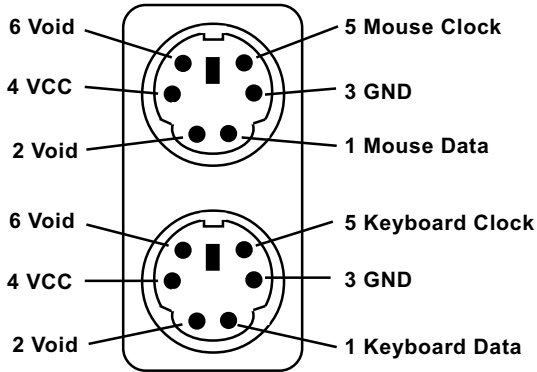 6 Void
5 Mouse Clock
4 VCC
3 GND
2 Void
1 Mouse Data
6 Void
5 Keyboard Clock
4 VCC
3 GND
2 Void
1 Keyboard Data